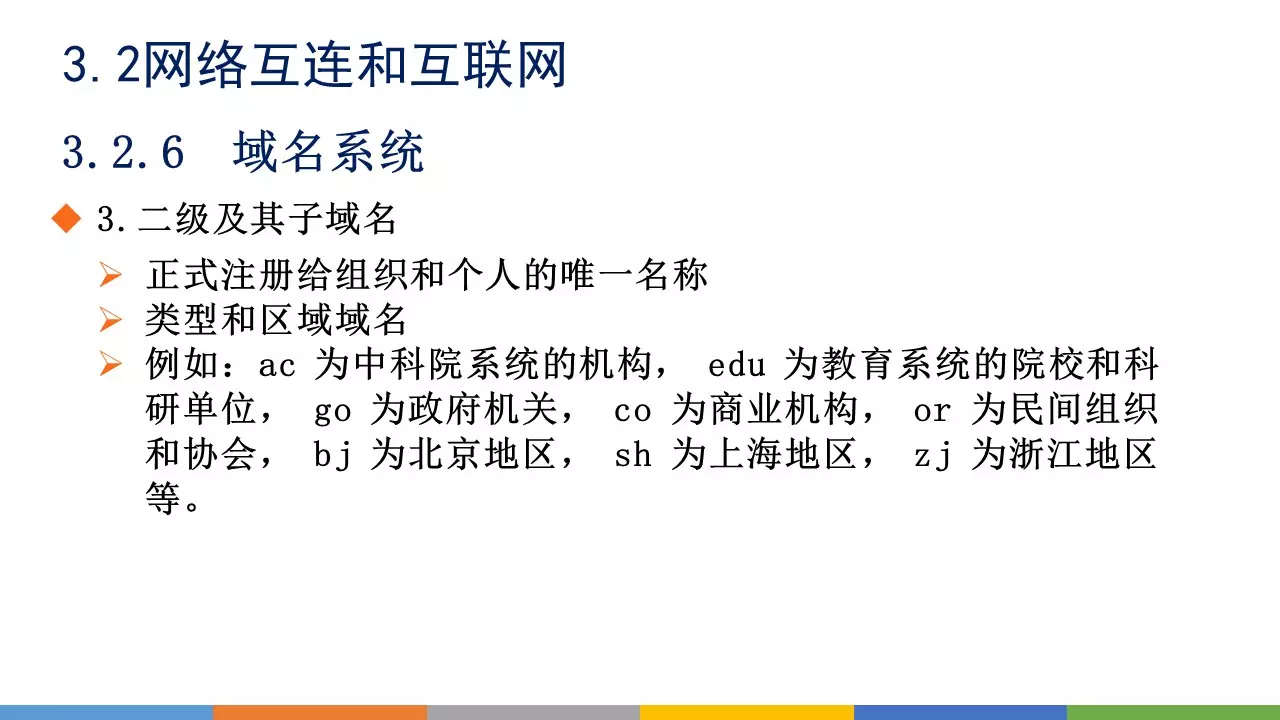 3.2网络互连和互联网
3.2.6 域名系统
3.二级及其子域名
正式注册给组织和个人的唯一名称
类型和区域域名
例如：ac 为中科院系统的机构， edu 为教育系统的院校和科
研单位， go 为政府机关， co 为商业机构， or 为民间组织
和协会， bj 为北京地区， sh 为上海地区， zj 为浙江地区
等。